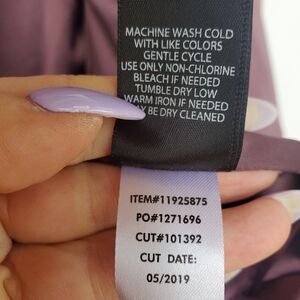 MACHINE WASH COLD
WITH LIKE COLORS
GENTLE CYCLE
USE ONLY NON-CHLORINE
BLEACH IF NEEDED
TUMBLE DRY LOW
WARM IRON IF NEEDED
BE DRY CLEANED
ITEM#11925875
PO#1271696
CUT#101392
CUT DATE:
05/2019